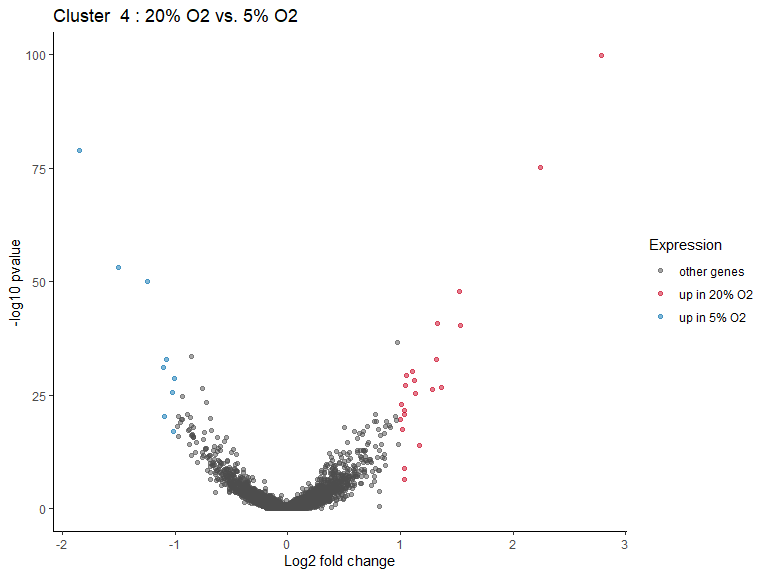 Cluster  4 : 20% O2 vs. 5% O2
100
75
50
25
0
-log10 pvalue
-2
-1
0
1
2
3
Log2 fold change
Expression
other genes
up in 20% O2
up in 5% O2